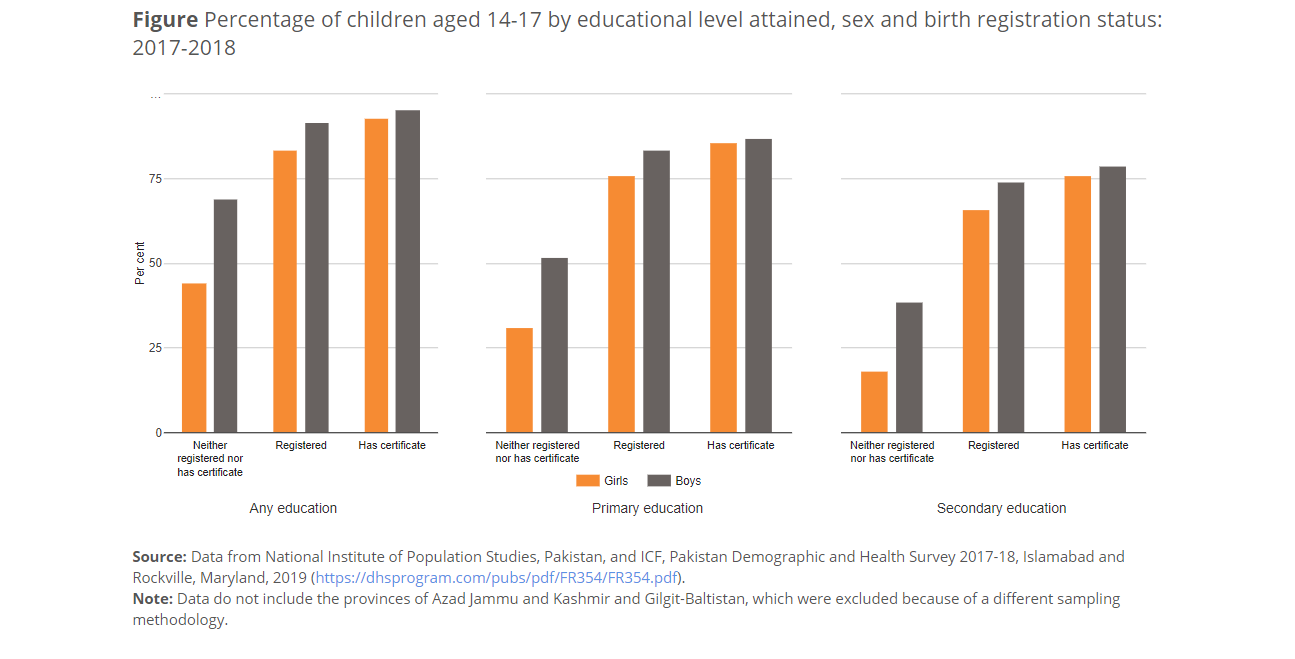 Figure Percentage of children aged 14-17 by educational level attained, sex and birth registration status:
2017-2018
...
75
50
25
0
Per cent
Neither
registered nor
has certificate
Registered
Has certificate
Any education
Neither registered
nor has certificate
Registered
Has certificate
Girls
Boys
Primary education
Neither registered
nor has certificate
Registered
Has certificate
Secondary education
Source: Data from National Institute of Population Studies, Pakistan, and ICF, Pakistan Demographic and Health Survey 2017-18, Islamabad and
Rockville, Maryland, 2019 (https://dhsprogram.com/pubs/pdf/FR354/FR354.pdf).
Note: Data do not include the provinces of Azad Jammu and Kashmir and Gilgit-Baltistan, which were excluded because of a different sampling
methodology.